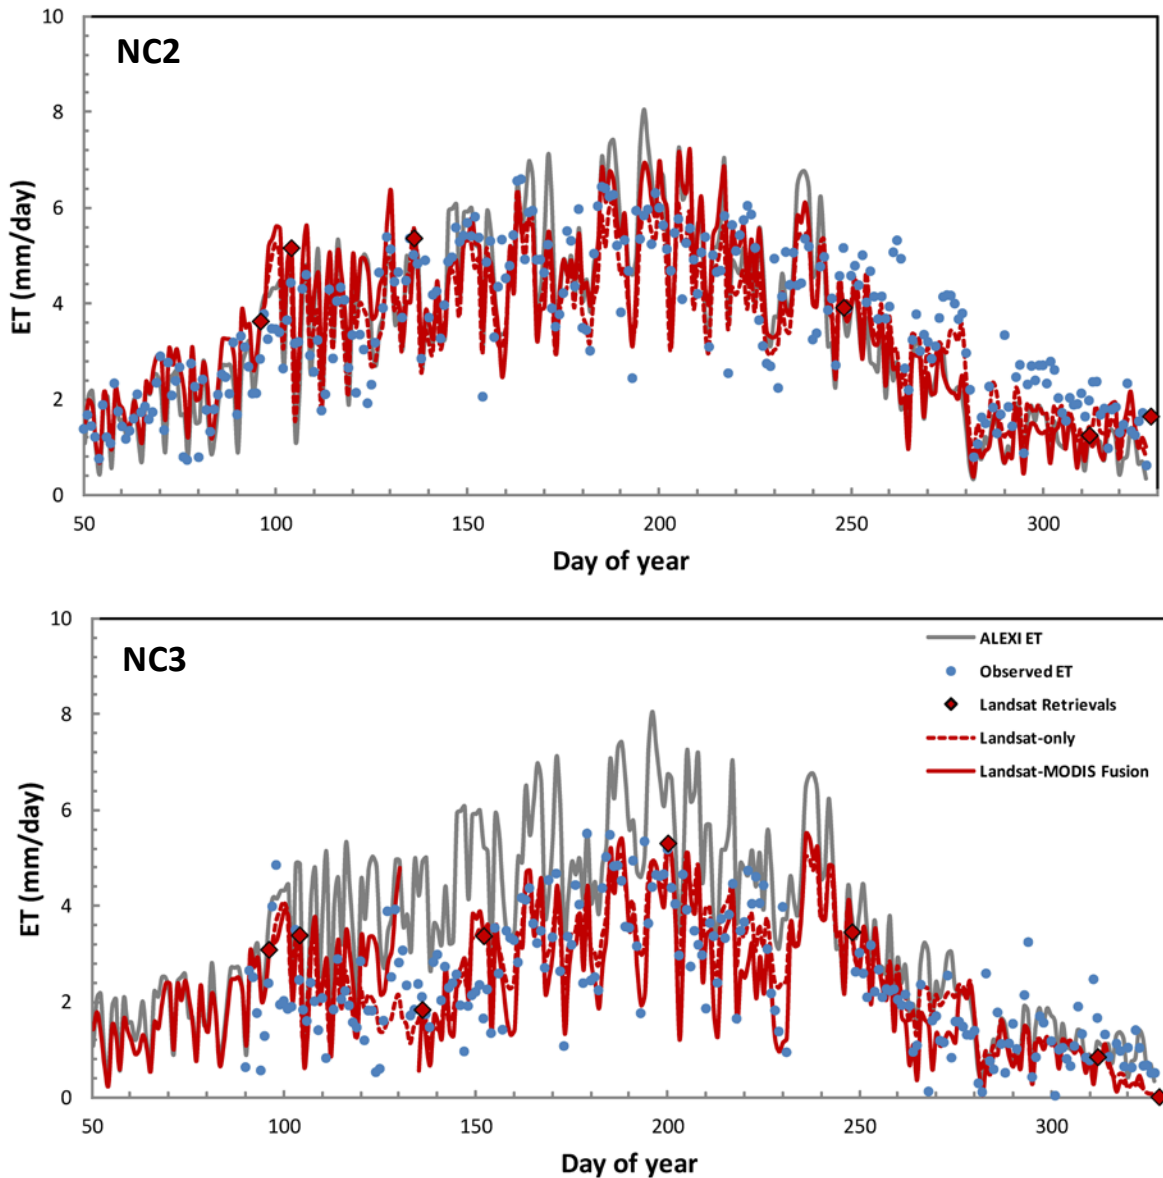 NC2
ET (mm/day)
10
8
6
4
2
0
50 100 150 200 250 300
Day of year
NC3
ET (mm/day)
10
8
6
4
2
0
50 100 150 200 250 300
Day of year
ALEXI ET
Observed ET
Landsat Retrievals
Landsat-only
Landsat-MODIS Fusion